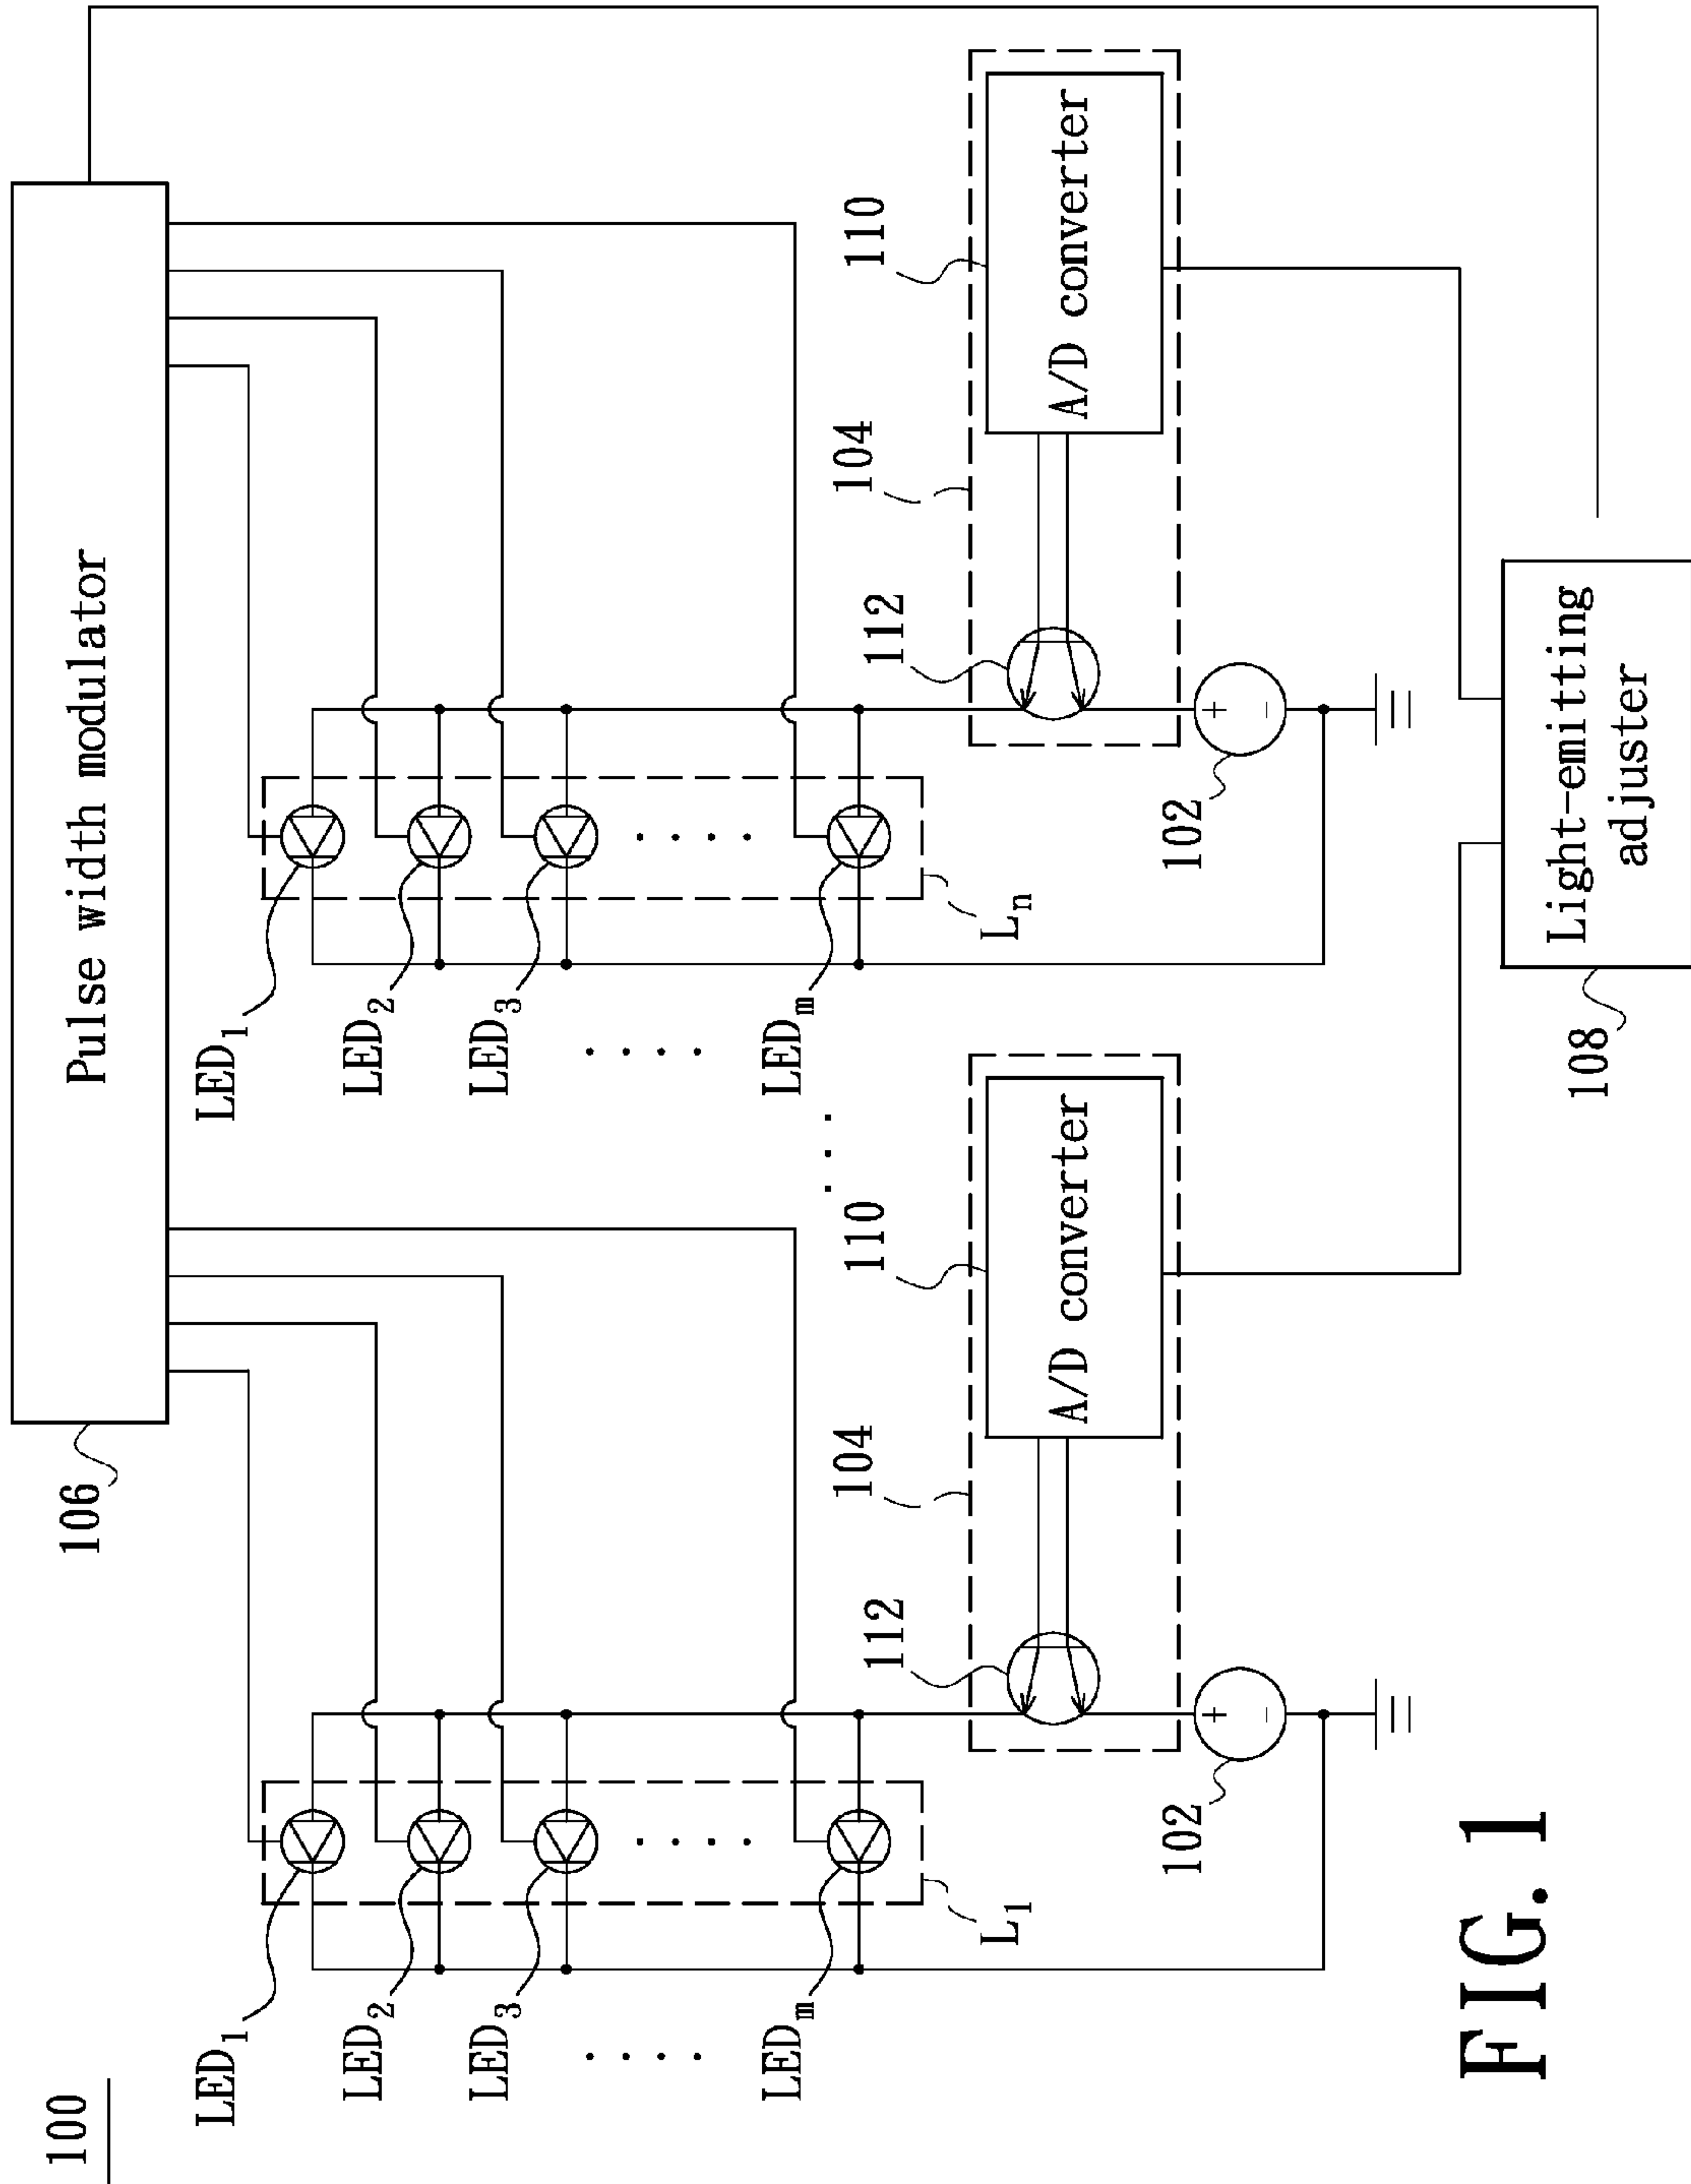 100
106
Pulse width modulator
LED1
LED2
LED3
. . . .
LEDm
. . . .
L1
112
104
110
A/D converter
102
. . .
LED1
LED2
LED3
. . . .
LEDm
. . . .
Ln
112
104
110
A/D converter
102
108
Light-emitting
adjuster
FIG. 1